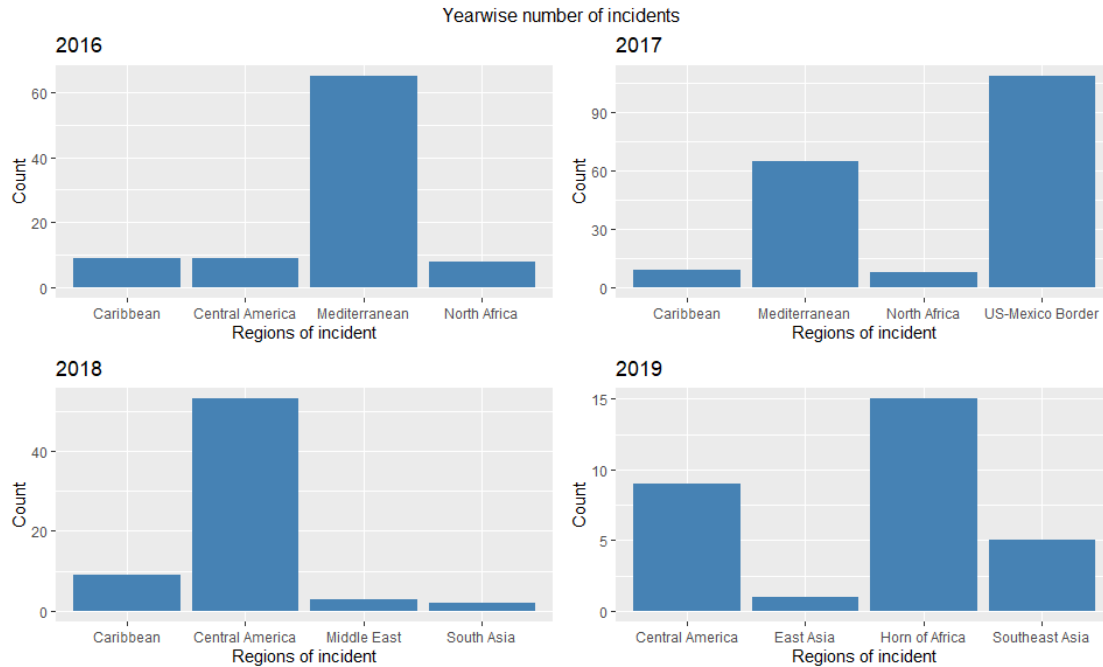 Yearwise number of incidents
2016
60
40
20
0
Count
Caribbean Central America Mediterranean North Africa
Regions of incident
2017
90
60
30
0
Count
Caribbean Mediterranean North Africa US-Mexico Border
Regions of incident
2018
40
20
0
Count
Caribbean Central America Middle East South Asia
Regions of incident
2019
15
10
5
0
Count
Central America East Asia Horn of Africa Southeast Asia
Regions of incident